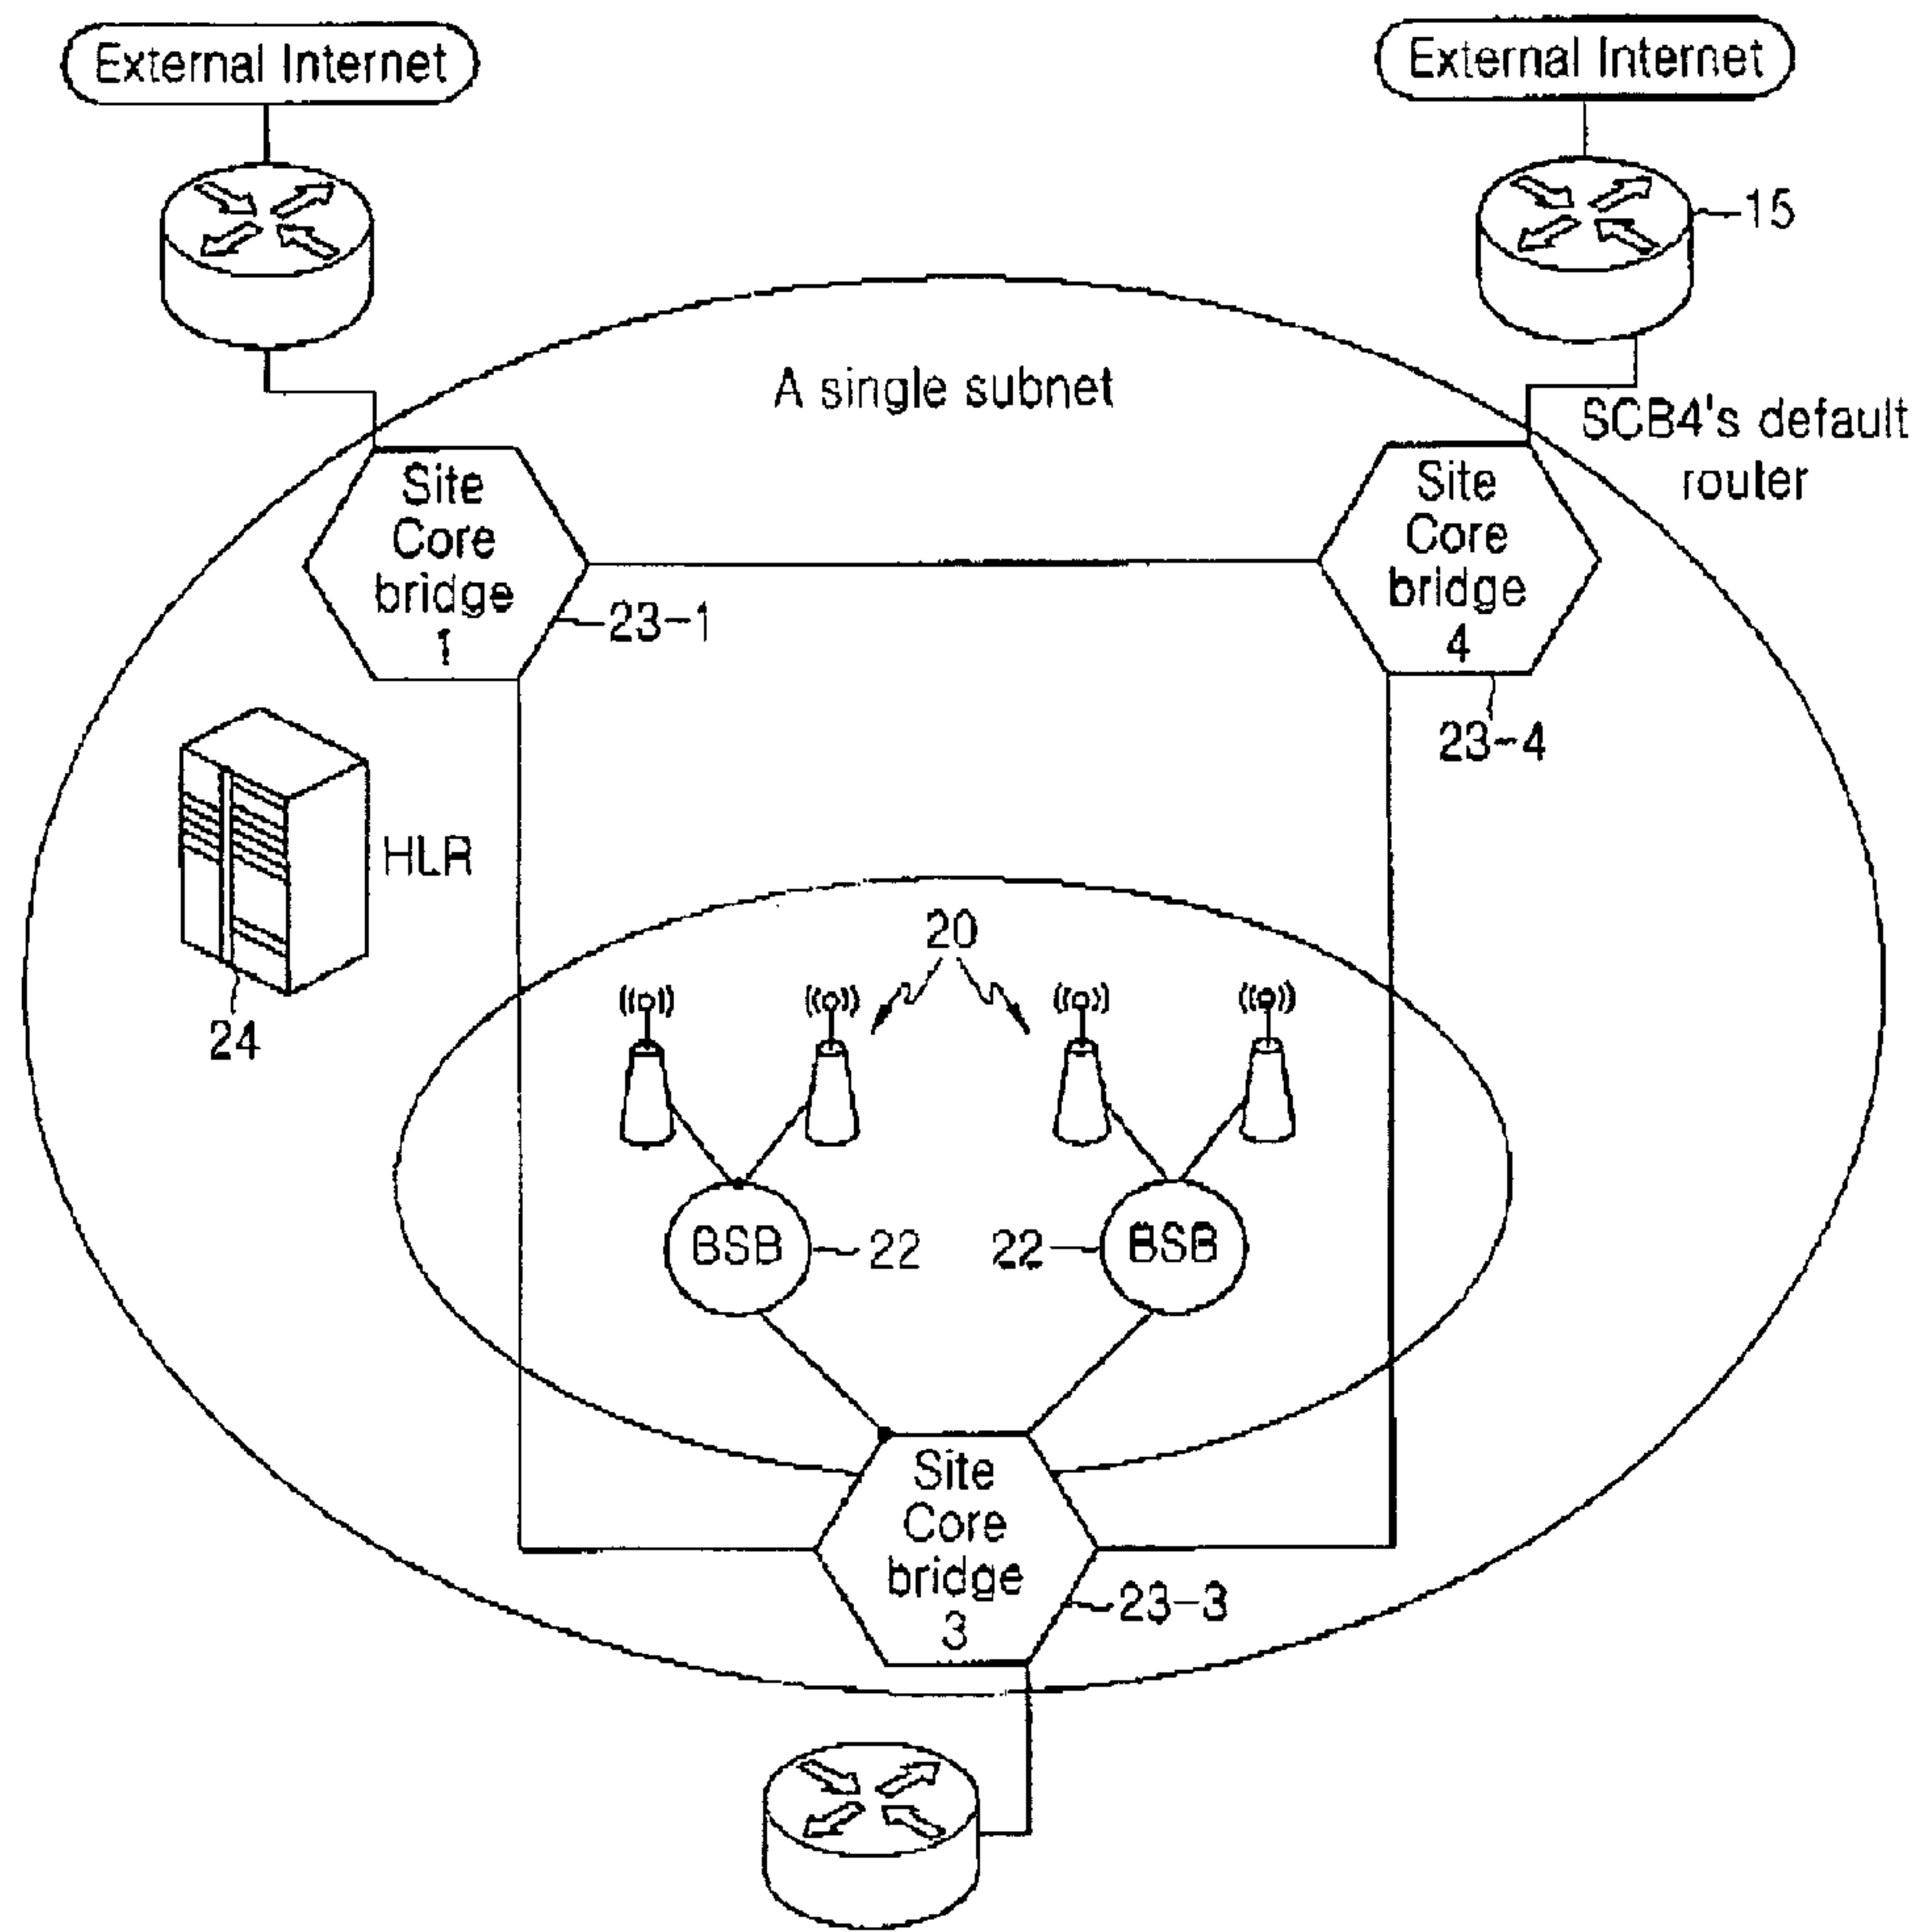 External Internet
External Internet
15
A single subnet
SCB4's default
router
Site
Core
bridge
1
23-1
Site
Core
bridge
4
23-4
HLR
24
20
BSB
22
22
BSB
Site
Core
bridge
3
23-3